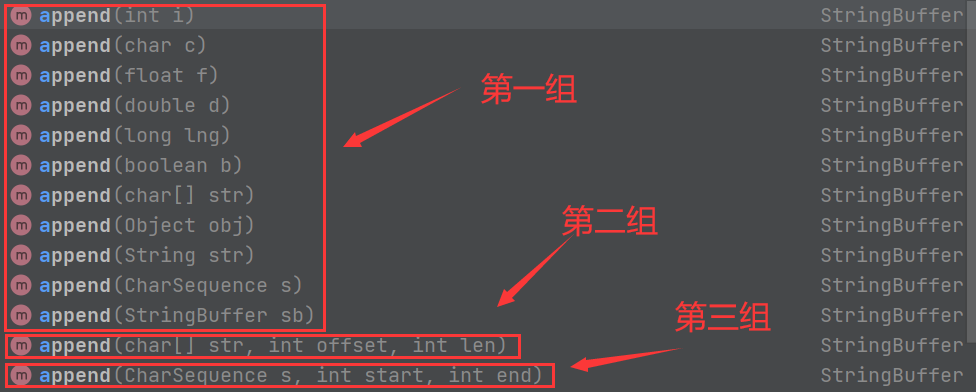 m append(int i) StringBuffer
m append(char c) StringBuffer
m append(float f) StringBuffer
第一组
m append(double d) StringBuffer
m append(long lng) StringBuffer
m append(boolean b) StringBuffer
m append(char[] str) StringBuffer
第二组
m append(Object obj) StringBuffer
m append(String str) StringBuffer
m append(CharSequence s) StringBuffer
m append(StringBuffer sb) StringBuffer
第三组
m append(char[] str, int offset, int len) StringBuffer
m append(CharSequence s, int start, int end) StringBuffer